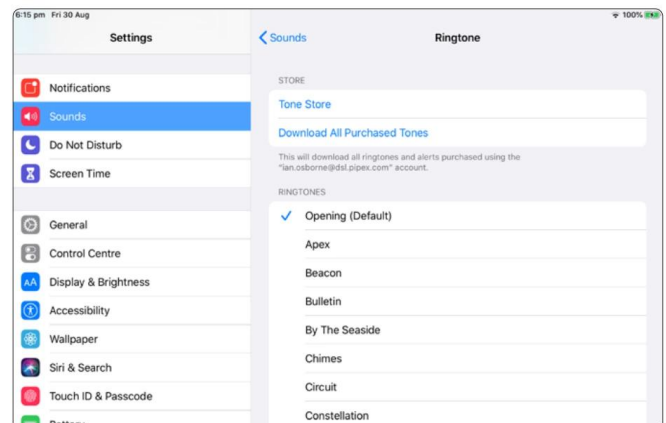 6:15 pm Fri 30 Aug
100%
Settings
Notifications
Sounds
Do Not Disturb
Screen Time
General
Control Centre
AA Display & Brightness
Accessibility
Wallpaper
Siri & Search
Touch ID & Passcode
Battery
Sounds
Ringtone
STORE
Tone Store
Download All Purchased Tones
This will download all ringtones and alerts purchased using the
"ian.osborne@dsl.pipex.com" account.
RINGTONES
Opening (Default)
Apex
Beacon
Bulletin
By The Seaside
Chimes
Circuit
Constellation